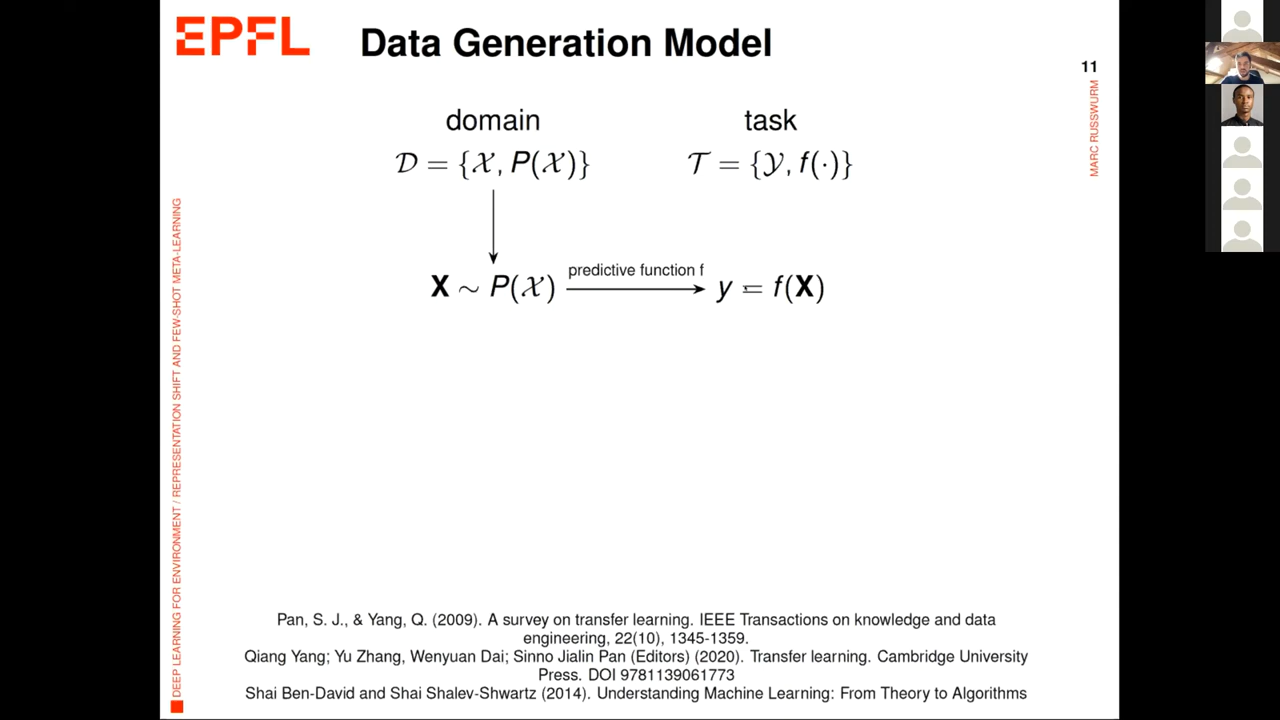 EPFL
Data Generation Model
11
MARC RUSSWURM
domain
task
𝒟 = {𝒳, P(𝒳)}
𝒯 = {𝒴, f(·)}
X ∼ P(𝒳)
predictive function f
y = f(X)
DEEP LEARNING FOR ENVIRONMENT / REPRESENTATION SHIFT AND FEW-SHOT META-LEARNING
Pan, S. J., & Yang, Q. (2009). A survey on transfer learning. IEEE Transactions on knowledge and data
engineering, 22(10), 1345-1359.
Qiang Yang; Yu Zhang, Wenyuan Dai; Sinno Jialin Pan (Editors) (2020). Transfer learning. Cambridge University
Press. DOI 9781139061773
Shai Ben-David and Shai Shalev-Shwartz (2014). Understanding Machine Learning: From Theory to Algorithms